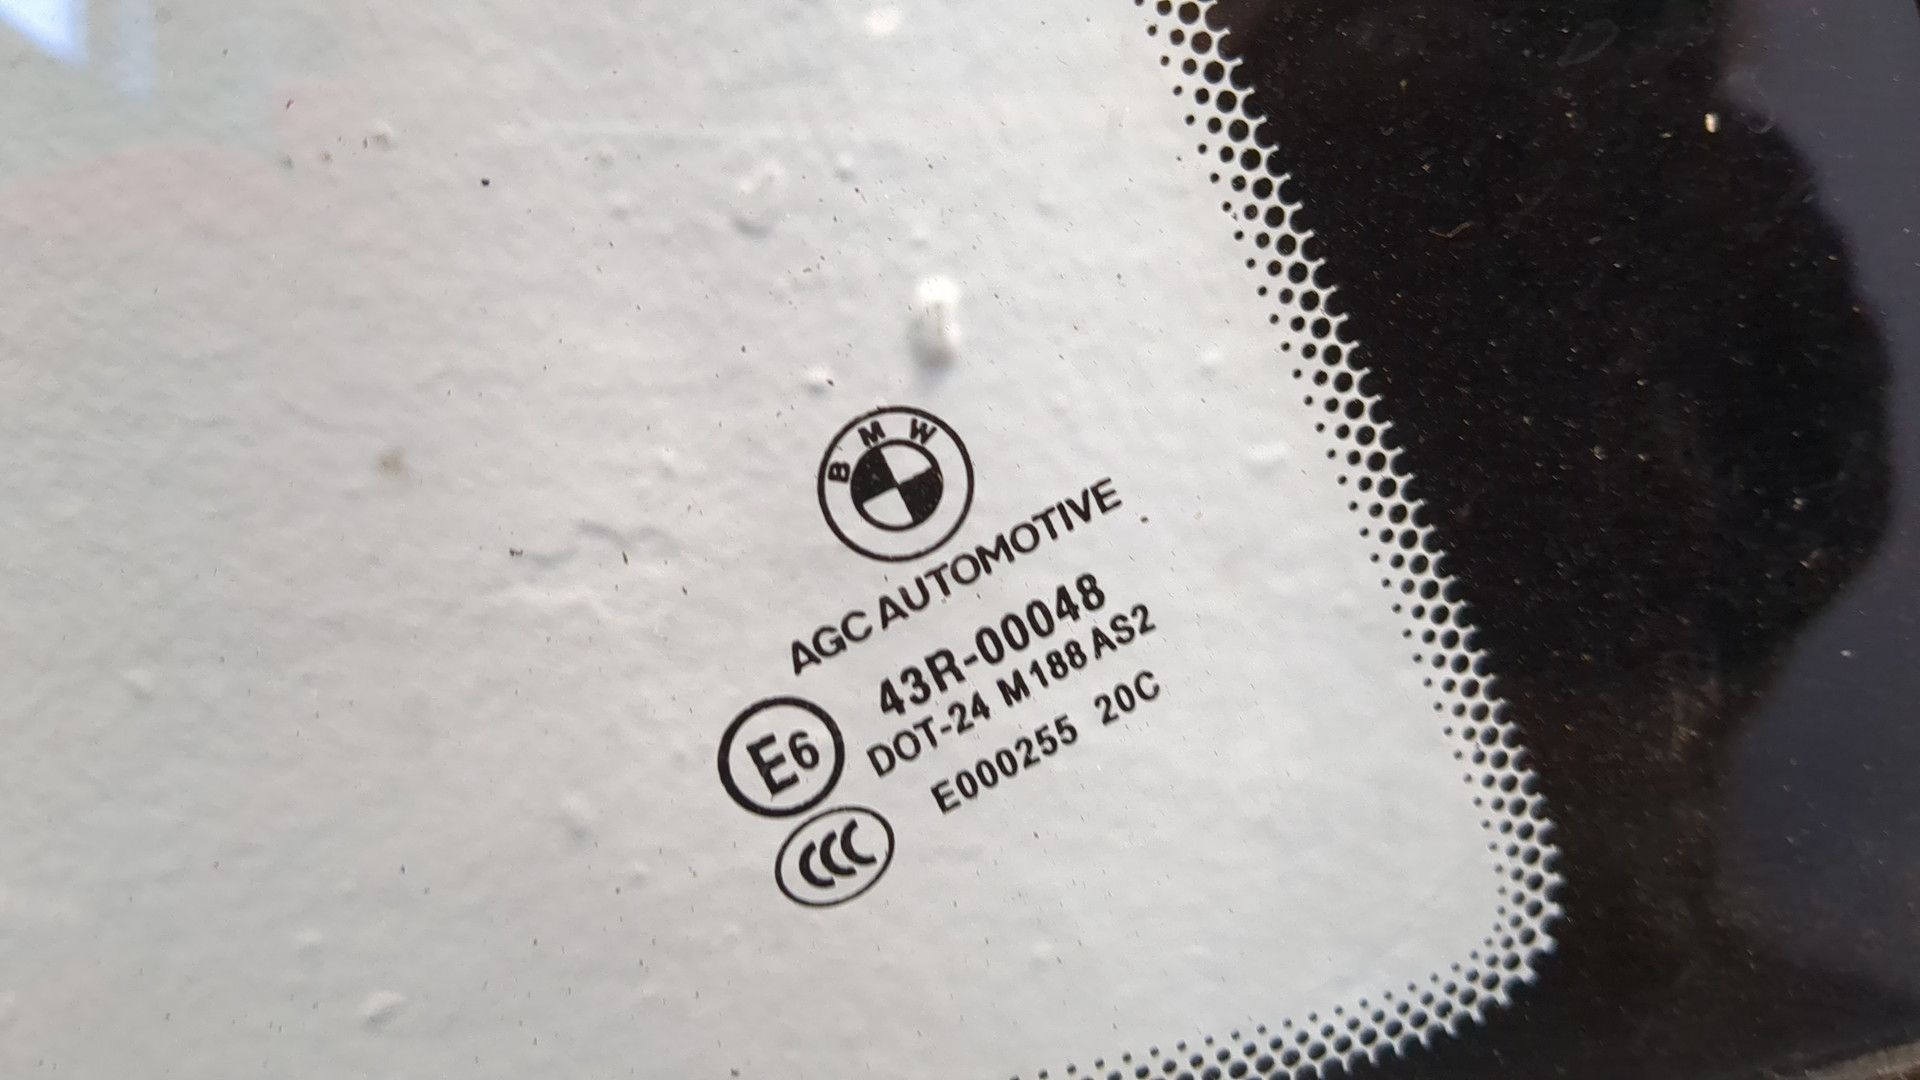 BMW
AGC AUTOMOTIVE
43R-00048
E6
DOT-24 M188 AS2
E000255 20C
CCC